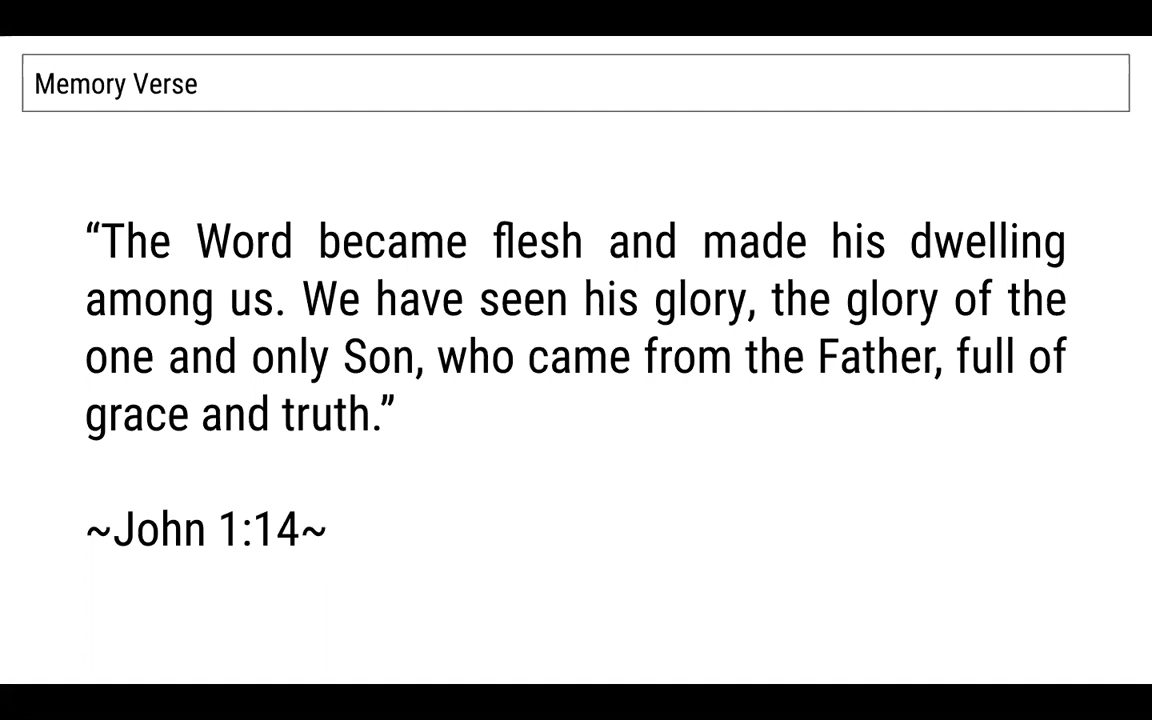 Memory Verse
“The Word became flesh and made his dwelling
among us. We have seen his glory, the glory of the
one and only Son, who came from the Father, full of
grace and truth.”
~John 1:14~